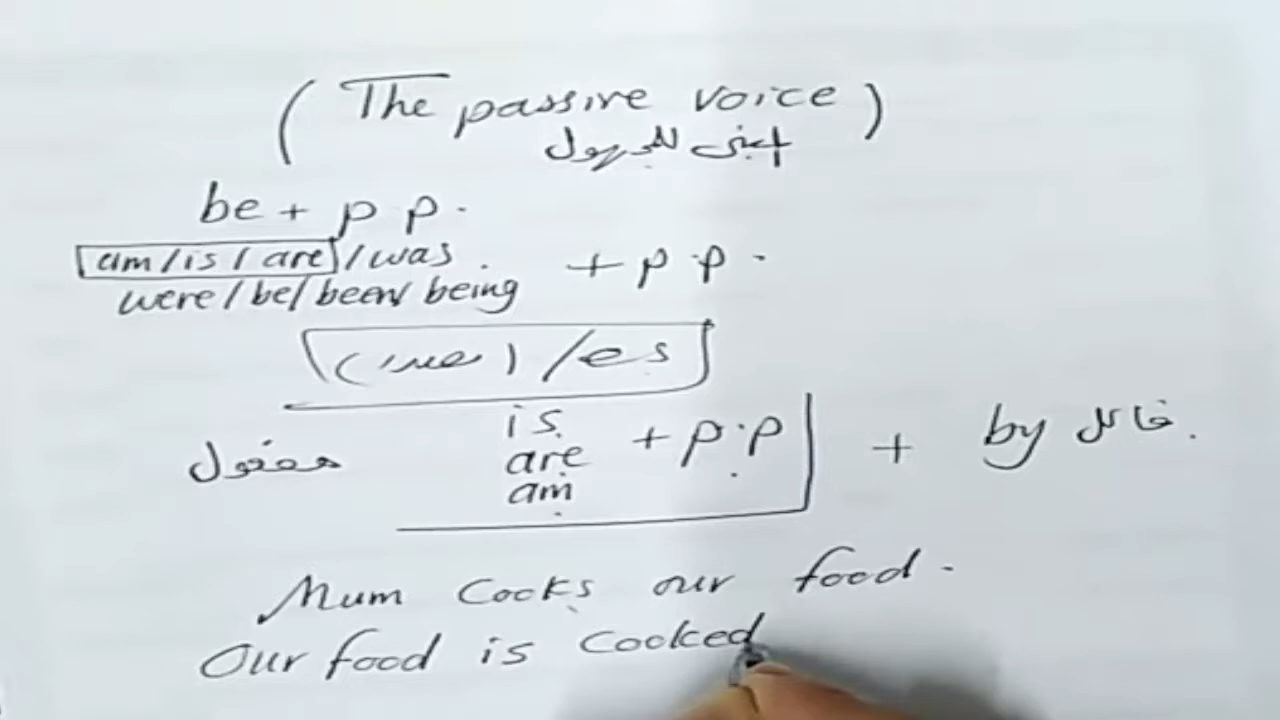 (The passive voice)
المبنى للمجهول
be + p p.
am/is/are/was. + p.p.
were/be/been/being
(مصدر) /es
is.
مفعول are + p.p + by فاعل.
am
Mum cooks our food.
Our food is cooked